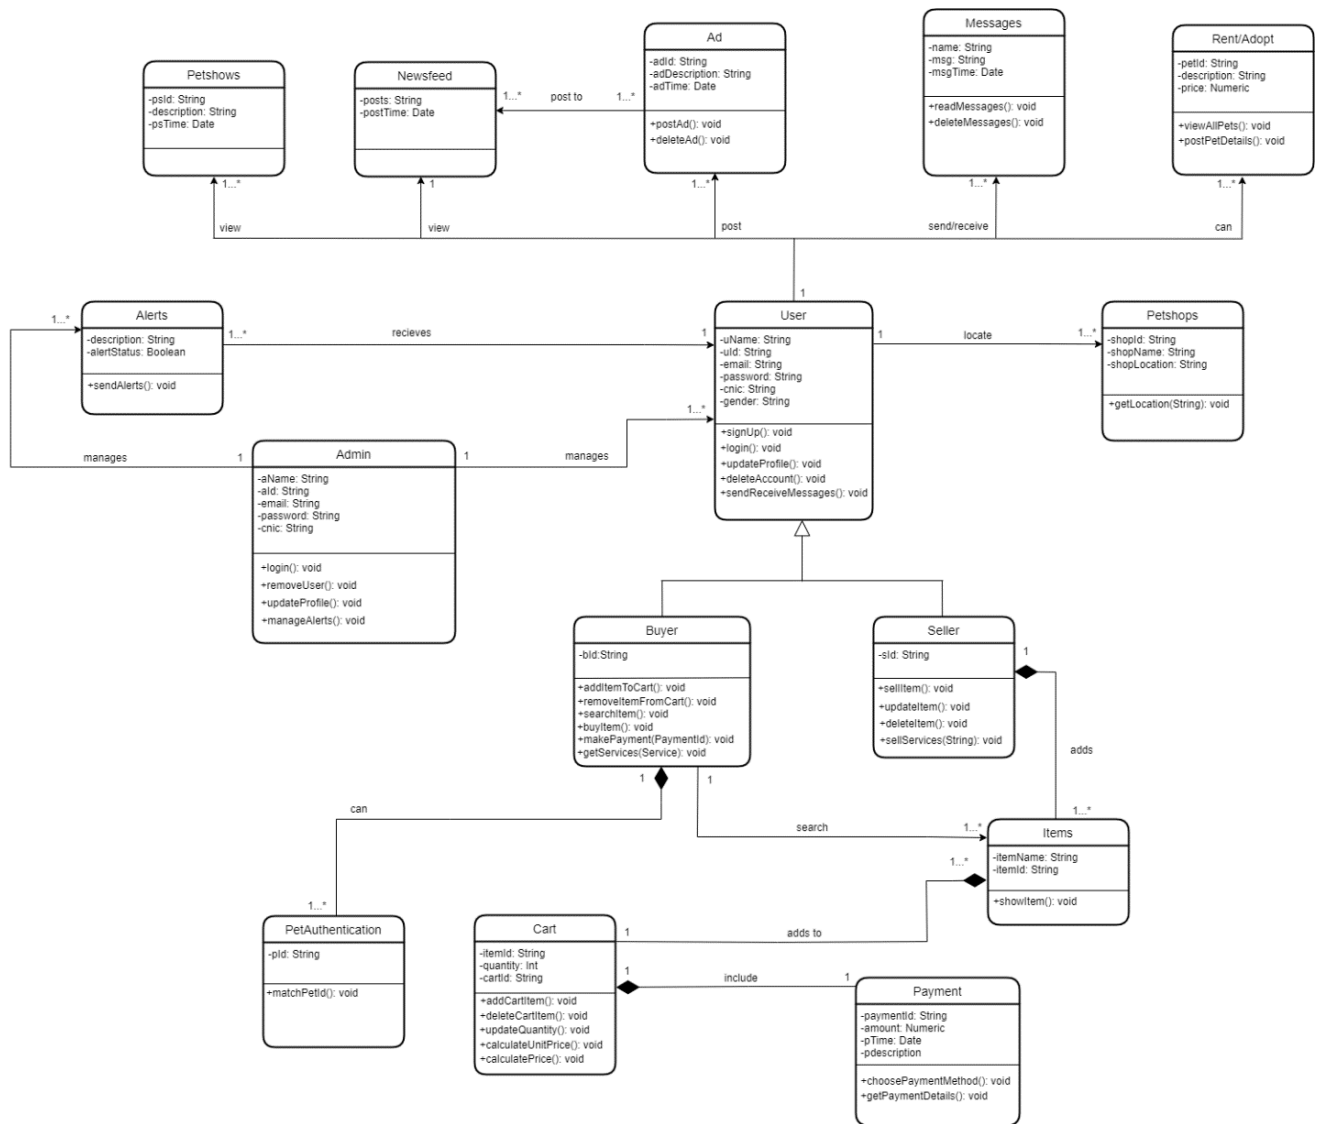 Petshows
-psId: String
-description: String
-psTime: Date
Newsfeed
-posts: String
-postTime: Date
1...*
post to
1...*
Ad
-adId: String
-adDescription: String
-adTime: Date
+postAd(): void
+deleteAd(): void
Messages
-name: String
-msg: String
-msgTime: Date
+readMessages(): void
+deleteMessages(): void
Rent/Adopt
-petId: String
-description: String
-price: Numeric
+viewAllPets(): void
+postPetDetails(): void
1...*
1
1...*
1...*
1...*
view
view
post
send/receive
can
1
1...*
Alerts
-description: String
-alertStatus: Boolean
+sendAlerts(): void
1...*
recieves
1
User
-uName: String
-uId: String
-email: String
-password: String
-cnic: String
-gender: String
+signUp(): void
+login(): void
+updateProfile(): void
+deleteAccount(): void
+sendReceiveMessages(): void
1
locate
1...*
Petshops
-shopId: String
-shopName: String
-shopLocation: String
+getLocation(String): void
manages
1
Admin
-aName: String
-aId: String
-email: String
-password: String
-cnic: String
+login(): void
+removeUser(): void
+updateProfile(): void
+manageAlerts(): void
1
manages
1...*
Buyer
-bId:String
+addItemToCart(): void
+removeItemFromCart(): void
+searchItem(): void
+buyItem(): void
+makePayment(PaymentId): void
+getServices(Service): void
Seller
-sId: String
+sellItem(): void
+updateItem(): void
+deleteItem(): void
+sellServices(String): void
1
adds
1...*
1
can
1...*
1
search
1...*
Items
-itemName: String
-itemId: String
+showItem(): void
1...*
PetAuthentication
-pId: String
+matchPetId(): void
Cart
-itemId: String
-quantity: Int
-cartId: String
+addCartItem(): void
+deleteCartItem(): void
+updateQuantity(): void
+calculateUnitPrice(): void
+calculatePrice(): void
1
adds to
1
include
1
Payment
-paymentId: String
-amount: Numeric
-pTime: Date
-pdescription
+choosePaymentMethod(): void
+getPaymentDetails(): void